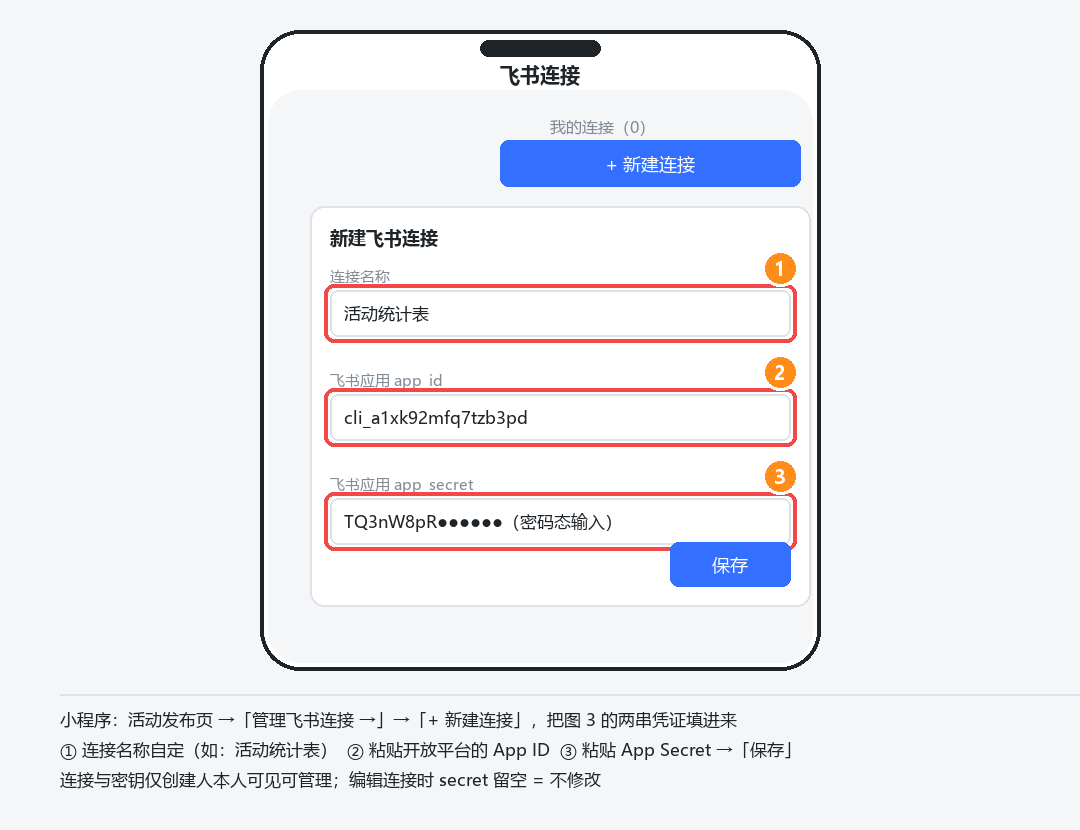 飞书连接
我的连接（0）
+ 新建连接
新建飞书连接
连接名称
1
活动统计表
飞书应用 app_id
2
cli_a1xk92mfq7tzb3pd
飞书应用 app_secret
3
TQ3nW8pR●●●●●●（密码态输入）
保存
小程序：活动发布页 →「管理飞书连接 →」→「+ 新建连接」，把图 3 的两串凭证填进来
① 连接名称自定（如：活动统计表） ② 粘贴开放平台的 App ID ③ 粘贴 App Secret →「保存」
连接与密钥仅创建人本人可见可管理；编辑连接时 secret 留空 = 不修改